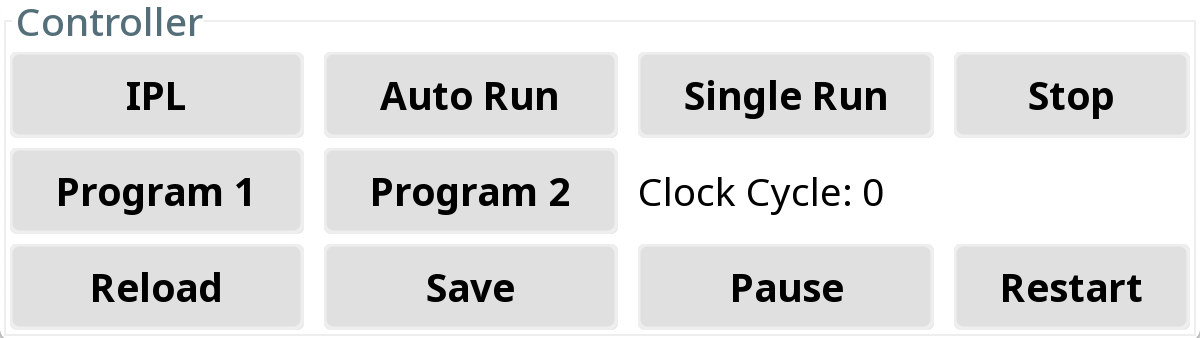 Controller
IPL Auto Run Single Run Stop
Program 1 Program 2 Clock Cycle: 0
Reload Save Pause Restart